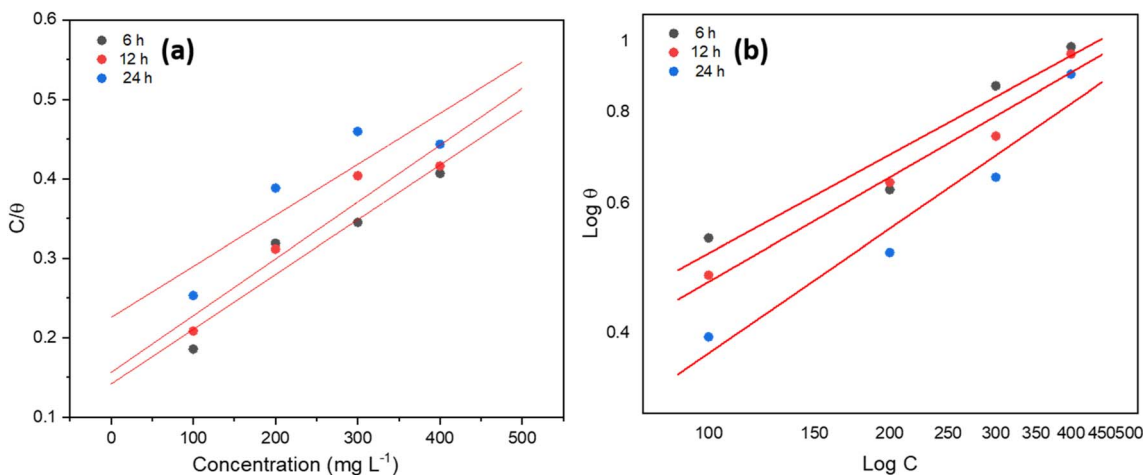 (a)
6 h
12 h
24 h
0.6
0.5
0.4
0.3
0.2
0.1
C/θ
0 100 200 300 400 500
Concentration (mg L⁻¹)
(b)
6 h
12 h
24 h
1
0.8
0.6
0.4
Log θ
100 150 200 250 300 350 400 450500
Log C